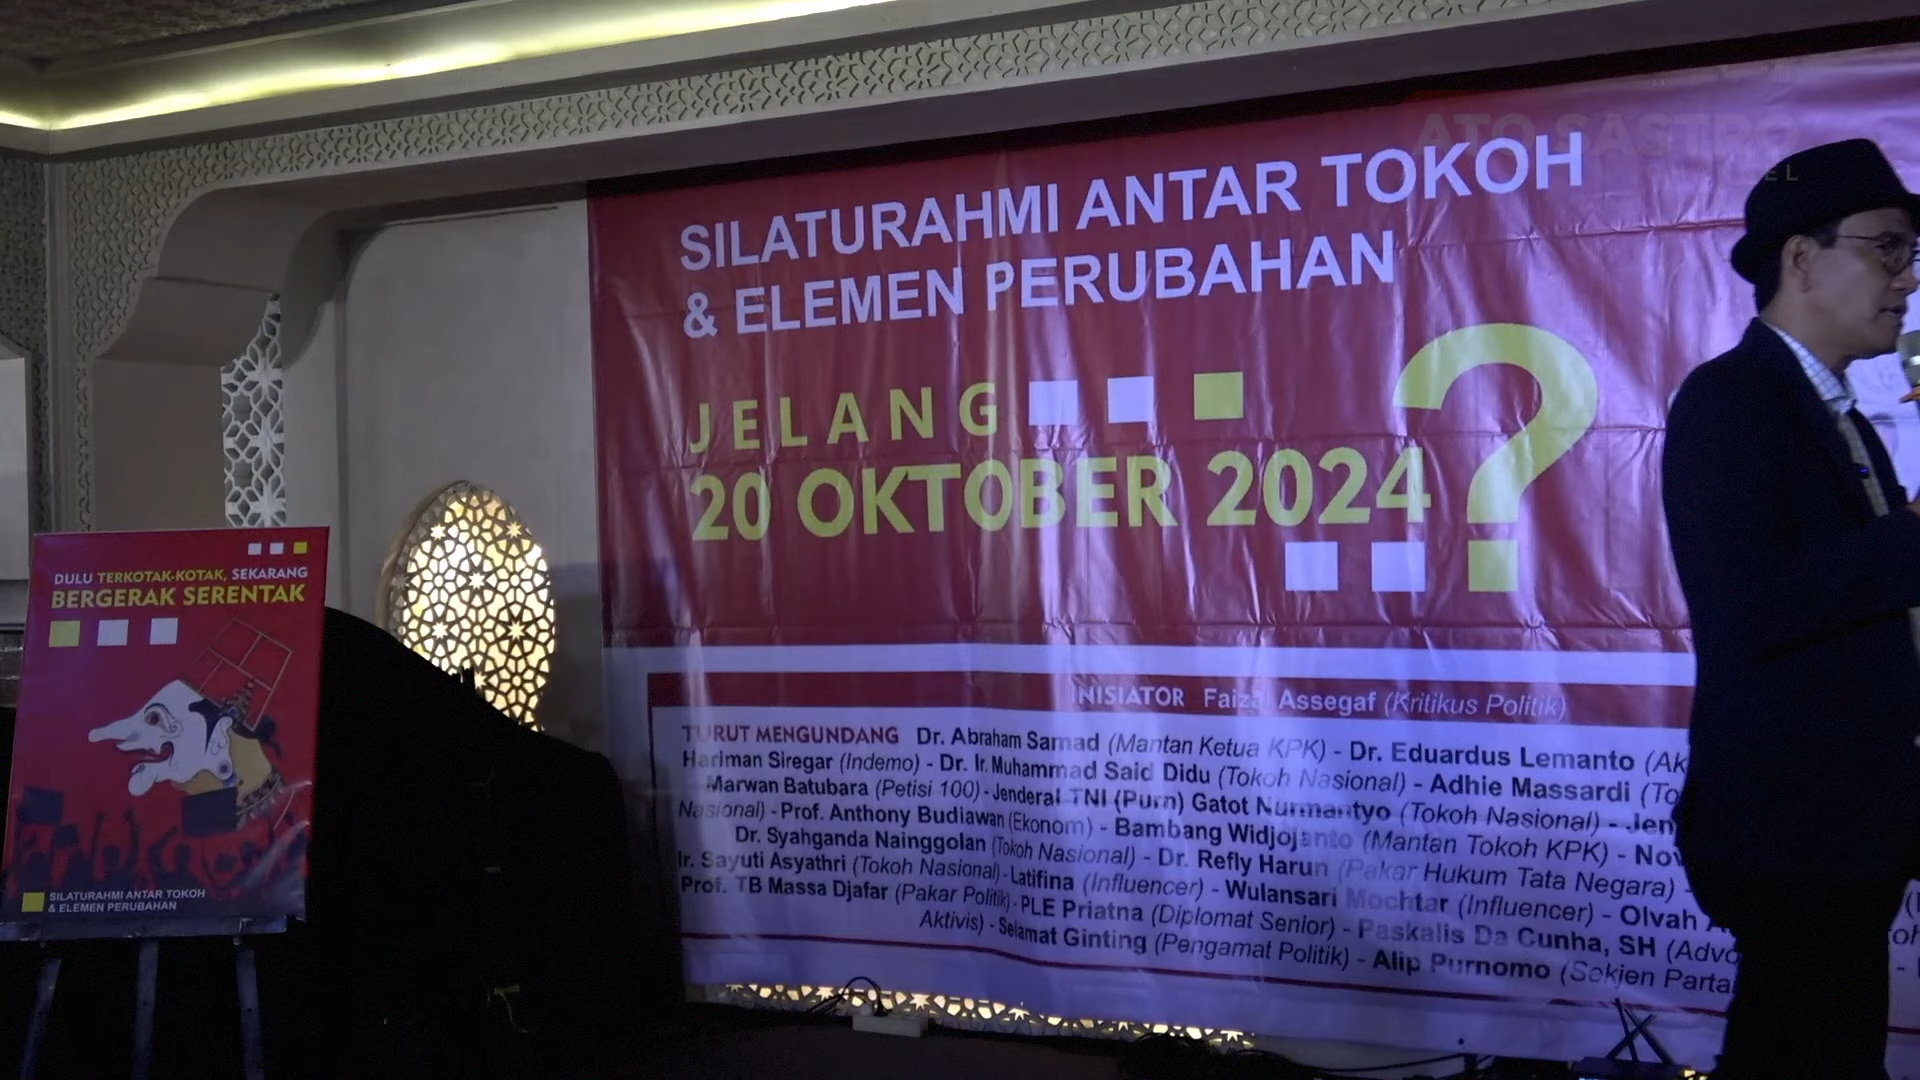 ATO SASTRO
SILATURAHMI ANTAR TOKOH
& ELEMEN PERUBAHAN
JELANG
20 OKTOBER 2024 ?
INISIATOR Faizal Assegaf (Kritikus Politik)
TURUT MENGUNDANG Dr. Abraham Samad (Mantan Ketua KPK) - Dr. Eduardus Lemanto
Hariman Siregar (Indemo) - Dr. Ir. Muhammad Said Didu (Tokoh Nasional) - Adhie Massardi
Marwan Batubara (Petisi 100) - Jenderal TNI (Purn) Gatot Nurmantyo (Tokoh Nasional) -
Nasional) - Prof. Anthony Budiawan (Ekonom) - Bambang Widjojanto (Mantan Tokoh KPK) -
Dr. Syahganda Nainggolan (Tokoh Nasional) - Dr. Refly Harun (Pakar Hukum Tata Negara) -
Ir. Sayuti Asyathri (Tokoh Nasional) - Latifina (Influencer) - Wulansari Mochtar (Influencer) - Olvah
Prof. TB Massa Djafar (Pakar Politik) - PLE Priatna (Diplomat Senior) - Paskalis Da Cunha, SH
Aktivis) - Selamat Ginting (Pengamat Politik) - Alip Purnomo (Sekjen
DULU TERKOTAK-KOTAK, SEKARANG
BERGERAK SERENTAK
SILATURAHMI ANTAR TOKOH
& ELEMEN PERUBAHAN